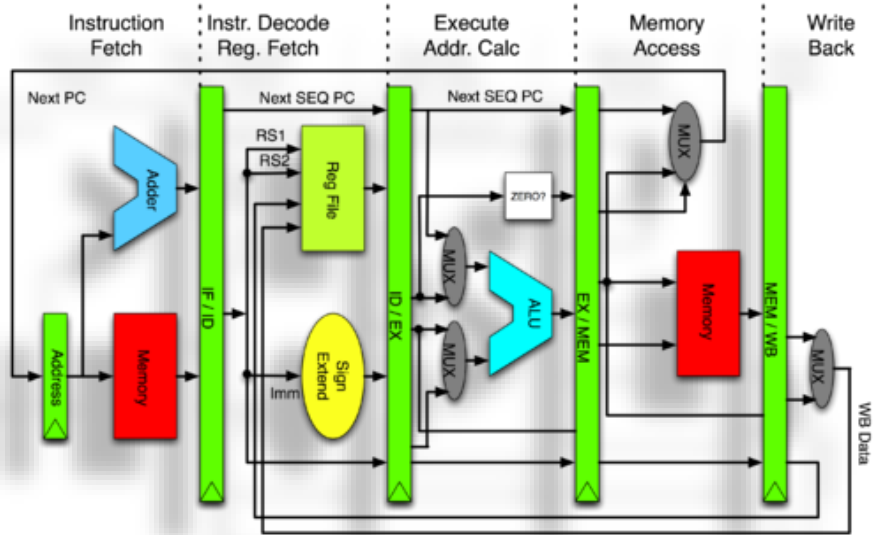 Instruction
Fetch
Instr. Decode
Reg. Fetch
Execute
Addr. Calc
Memory
Access
Write
Back
Next PC
Next SEQ PC
Next SEQ PC
RS1
RS2
Reg File
MUX
Adder
ZERO?
MUX
IF / ID
ID / EX
ALU
EX / MEM
Memory
MEM / WB
Address
Memory
Sign
Extend
MUX
MUX
Imm
WB Data